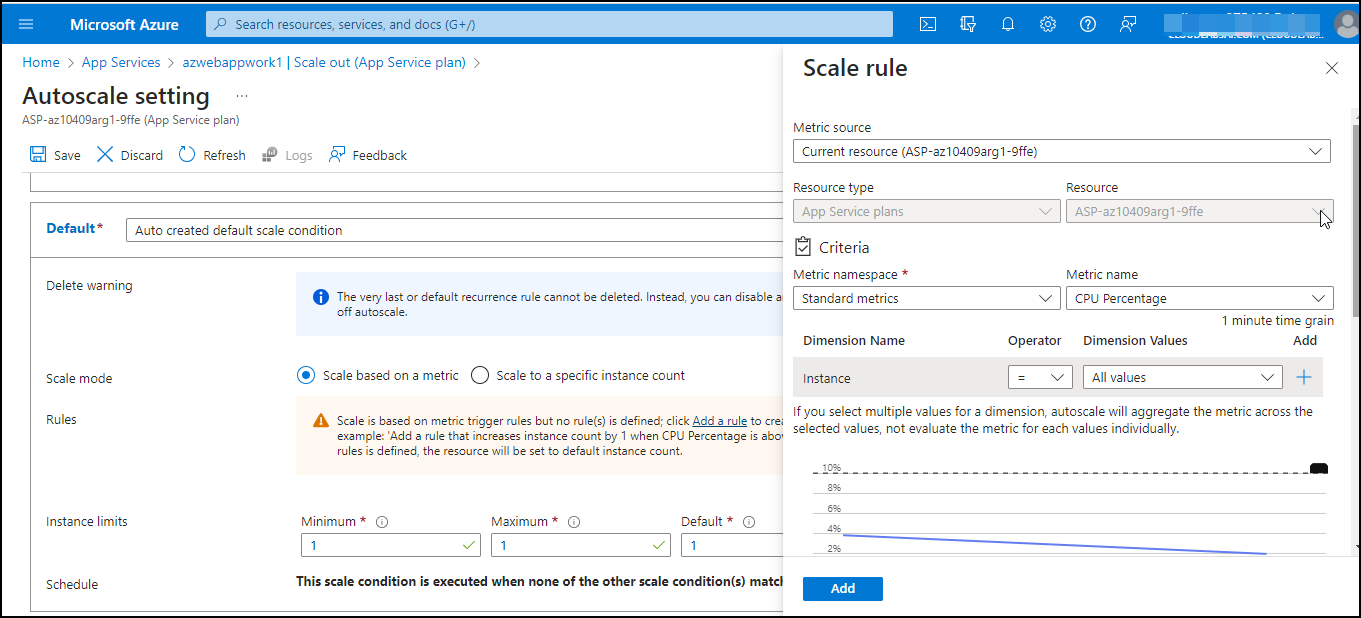 Microsoft Azure
Search resources, services, and docs (G+/)
Home > App Services > azwebappwork1 | Scale out (App Service plan) >
Autoscale setting ...
ASP-az10409arg1-9ffe (App Service plan)
Save Discard Refresh Logs Feedback
Default*
Auto created default scale condition
Delete warning
The very last or default recurrence rule cannot be deleted. Instead, you can disable
off autoscale.
Scale mode
Scale based on a metric
Scale to a specific instance count
Rules
Scale is based on metric trigger rules but no rule(s) is defined; click Add a rule to
example: 'Add a rule that increases instance count by 1 when CPU Percentage is
rules is defined, the resource will be set to default instance count.
Instance limits
Minimum * Maximum * Default *
1 1 1
Schedule
This scale condition is executed when none of the other scale condition(s)
Scale rule
Metric source
Current resource (ASP-az10409arg1-9ffe)
Resource type Resource
App Service plans ASP-az10409arg1-9ffe
Criteria
Metric namespace * Metric name
Standard metrics CPU Percentage
1 minute time grain
Dimension Name Operator Dimension Values Add
Instance = All values +
If you select multiple values for a dimension, autoscale will aggregate the metric across the
selected values, not evaluate the metric for each values individually.
10%
8%
6%
4%
2%
Add